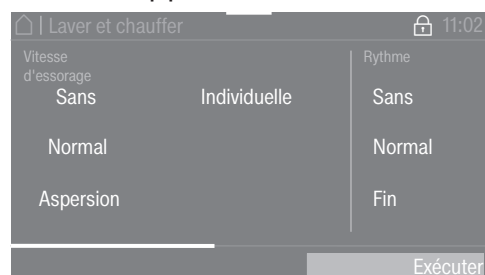 | Laver et chauffer 11:02
Vitesse
d'essorage
Rythme
Sans Individuelle Sans
Normal Normal
Aspersion Fin
Exécuter